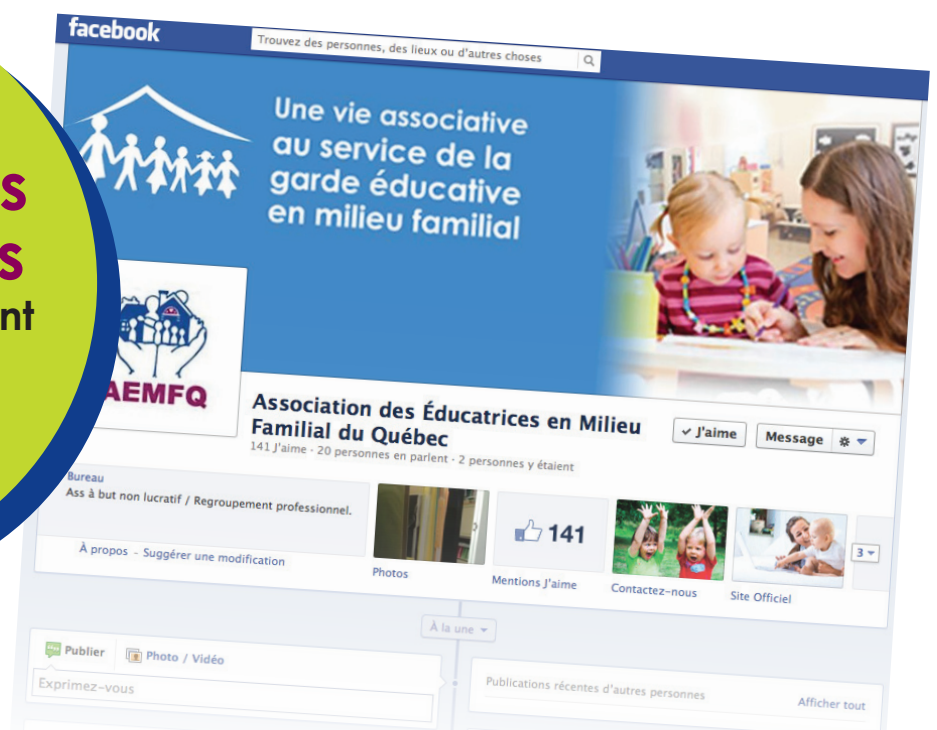 facebook
Trouvez des personnes, des lieux ou d'autres choses
Une vie associative
au service de la
garde éducative
en milieu familial
AEMFQ
Association des Éducatrices en Milieu
Familial du Québec
141 J'aime · 20 personnes en parlent · 2 personnes y étaient
J'aime
Message
Bureau
Ass à but non lucratif / Regroupement professionnel.
À propos - Suggérer une modification
Photos
141
Mentions J'aime
Contactez-nous
Site Officiel
3
À la une
Publier
Photo / Vidéo
Exprimez-vous
Publications récentes d'autres personnes
Afficher tout